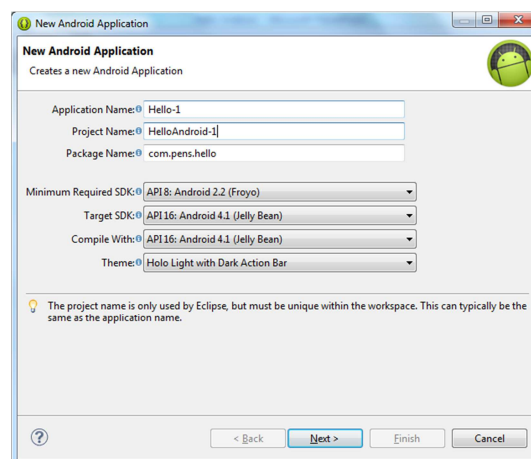 New Android Application
New Android Application
Creates a new Android Application
Application Name: Hello-1
Project Name: HelloAndroid-1
Package Name: com.pens.hello
Minimum Required SDK: API 8: Android 2.2 (Froyo)
Target SDK: API 16: Android 4.1 (Jelly Bean)
Compile With: API 16: Android 4.1 (Jelly Bean)
Theme: Holo Light with Dark Action Bar
The project name is only used by Eclipse, but must be unique within the workspace. This can typically be the
same as the application name.
? < Back Next > Finish Cancel